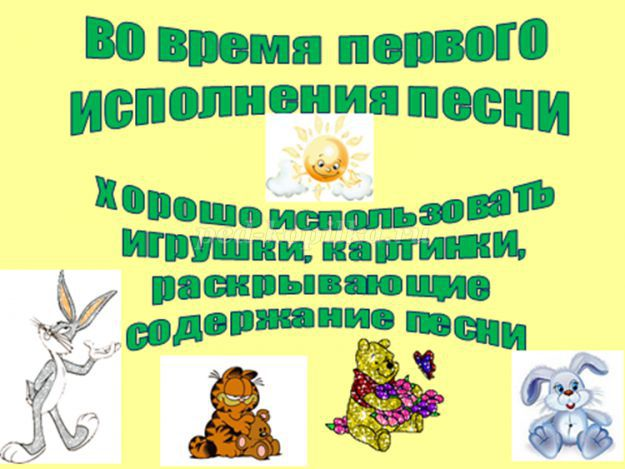 во время первого
исполнения песни
Хорошо использовать
игрушки, картинки,
раскрывающие
содержание песни